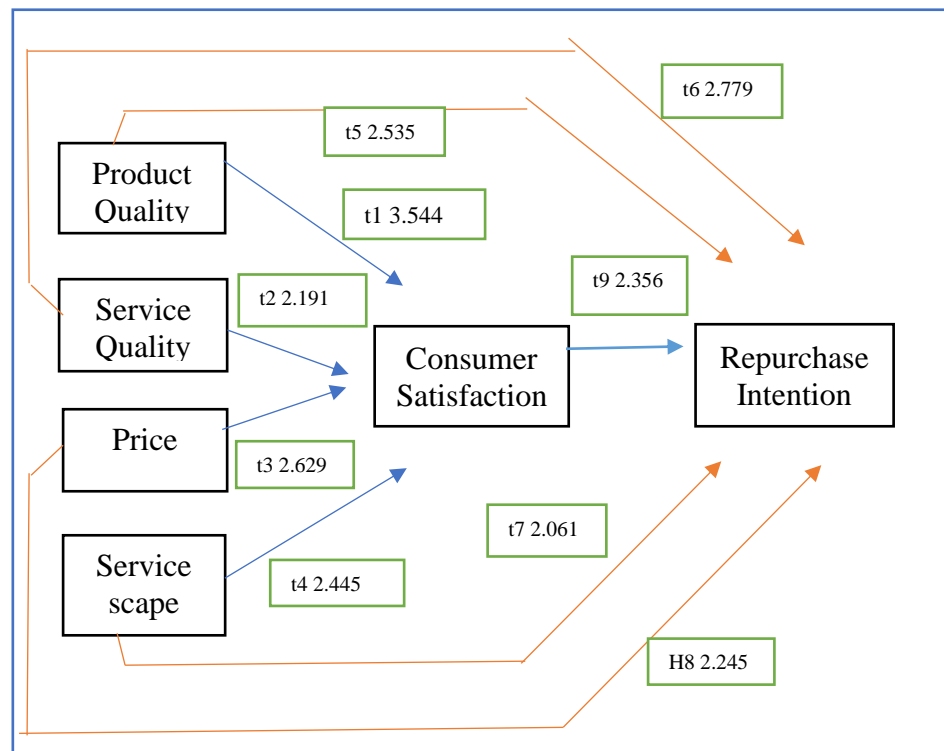 t6 2.779
t5 2.535
Product
Quality
t1 3.544
t9 2.356
t2 2.191
Service
Quality
Consumer
Satisfaction
Repurchase
Intention
Price
t3 2.629
t7 2.061
Service
scape
t4 2.445
H8 2.245